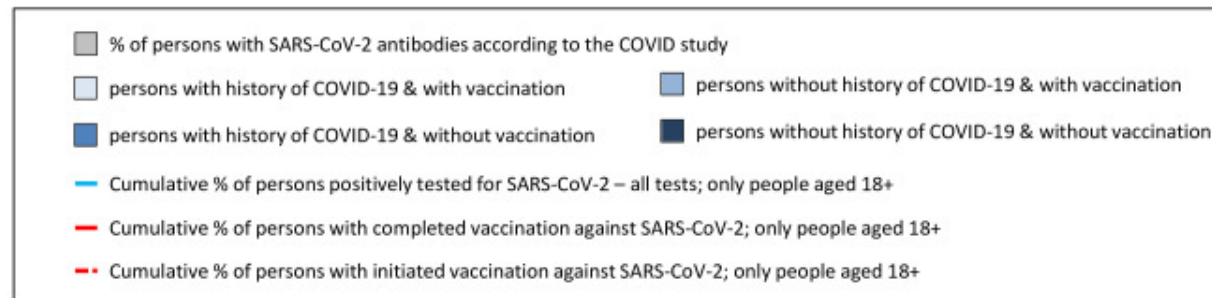 % of persons with SARS-CoV-2 antibodies according to the COVID study
persons with history of COVID-19 & with vaccination
persons without history of COVID-19 & with vaccination
persons with history of COVID-19 & without vaccination
persons without history of COVID-19 & without vaccination
Cumulative % of persons positively tested for SARS-CoV-2 – all tests; only people aged 18+
Cumulative % of persons with completed vaccination against SARS-CoV-2; only people aged 18+
Cumulative % of persons with initiated vaccination against SARS-CoV-2; only people aged 18+